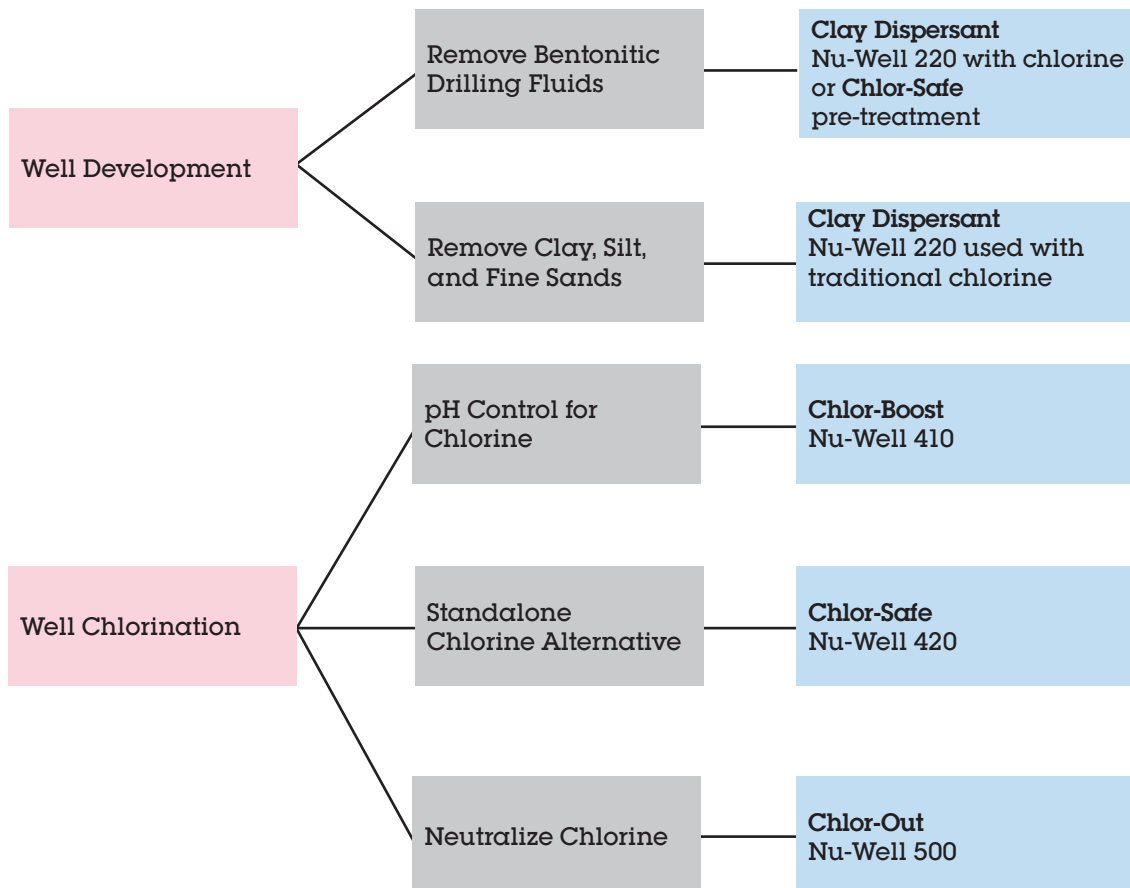 Well Development
Remove Bentonitic
Drilling Fluids
Clay Dispersant
Nu-Well 220 with chlorine
or Chlor-Safe
pre-treatment
Remove Clay, Silt,
and Fine Sands
Clay Dispersant
Nu-Well 220 used with
traditional chlorine
Well Chlorination
pH Control for
Chlorine
Chlor-Boost
Nu-Well 410
Standalone
Chlorine Alternative
Chlor-Safe
Nu-Well 420
Neutralize Chlorine
Chlor-Out
Nu-Well 500